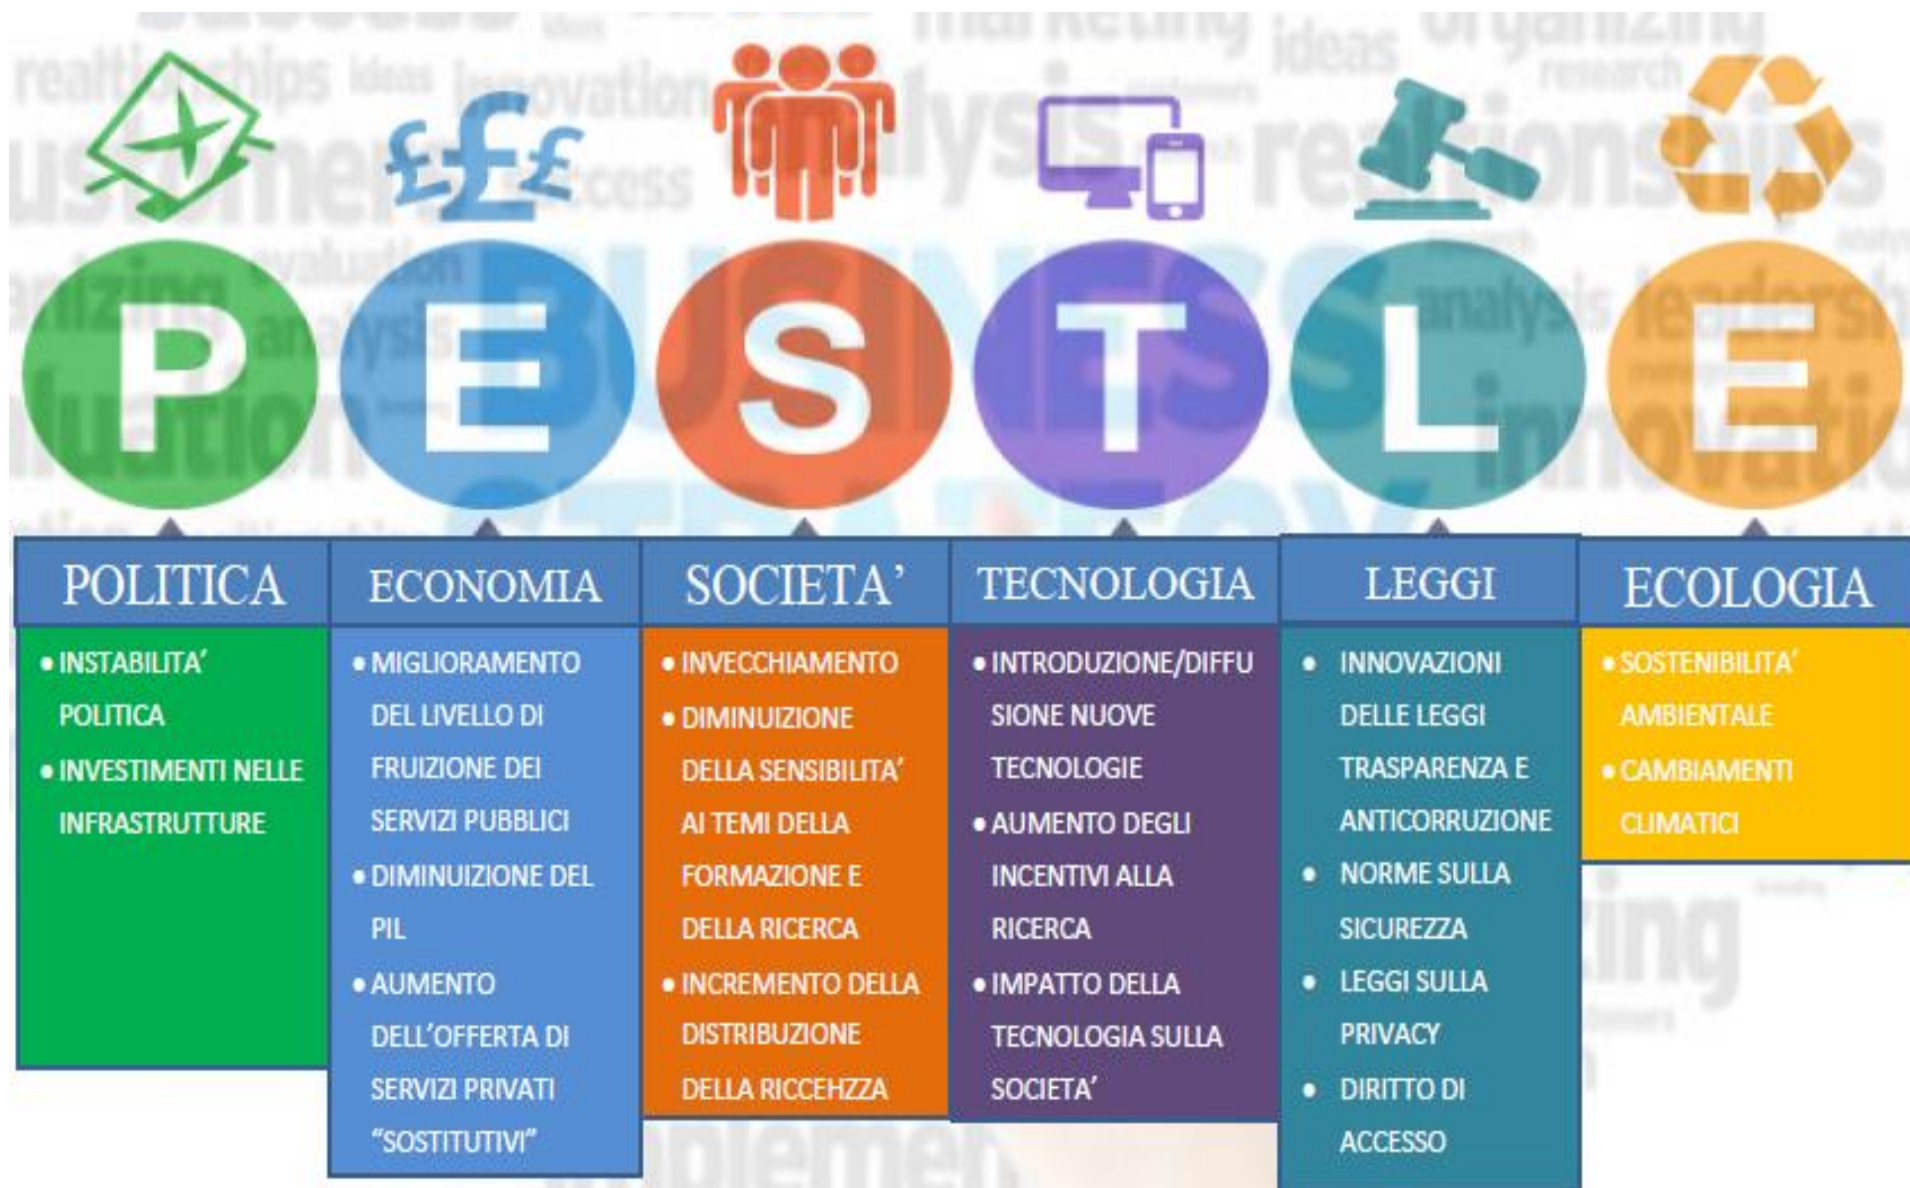 P E S T L E
POLITICA
INSTABILITA’
POLITICA
INVESTIMENTI NELLE
INFRASTRUTTURE
ECONOMIA
MIGLIORAMENTO
DEL LIVELLO DI
FRUIZIONE DEI
SERVIZI PUBBLICI
DIMINUIZIONE DEL
PIL
AUMENTO
DELL’OFFERTA DI
SERVIZI PRIVATI
“SOSTITUTIVI”
SOCIETA’
INVECCHIAMENTO
DIMINUIZIONE
DELLA SENSIBILITA’
AI TEMI DELLA
FORMAZIONE E
DELLA RICERCA
INCREMENTO DELLA
DISTRIBUZIONE
DELLA RICCEHZZA
TECNOLOGIA
INTRODUZIONE/DIFFU
SIONE NUOVE
TECNOLOGIE
AUMENTO DEGLI
INCENTIVI ALLA
RICERCA
IMPATTO DELLA
TECNOLOGIA SULLA
SOCIETA’
LEGGI
INNOVAZIONI
DELLE LEGGI
TRASPARENZA E
ANTICORRUZIONE
NORME SULLA
SICUREZZA
LEGGI SULLA
PRIVACY
DIRITTO DI
ACCESSO
ECOLOGIA
SOSTENIBILITA’
AMBIENTALE
CAMBIAMENTI
CLIMATICI